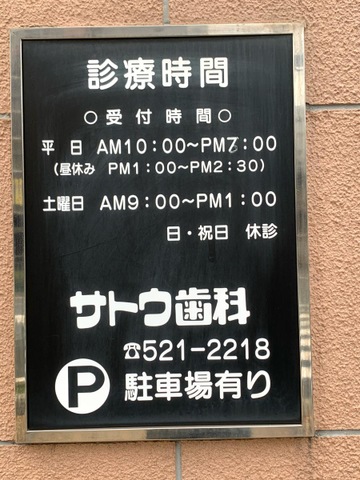 診療時間
○受付時間○
平日 AM10:00~PM6:00
(昼休み PM1:00~PM2:30)
土曜日 AM9:00~PM1:00
日・祝日 休診
サトウ歯科
☎521-2218
P 駐車場有り